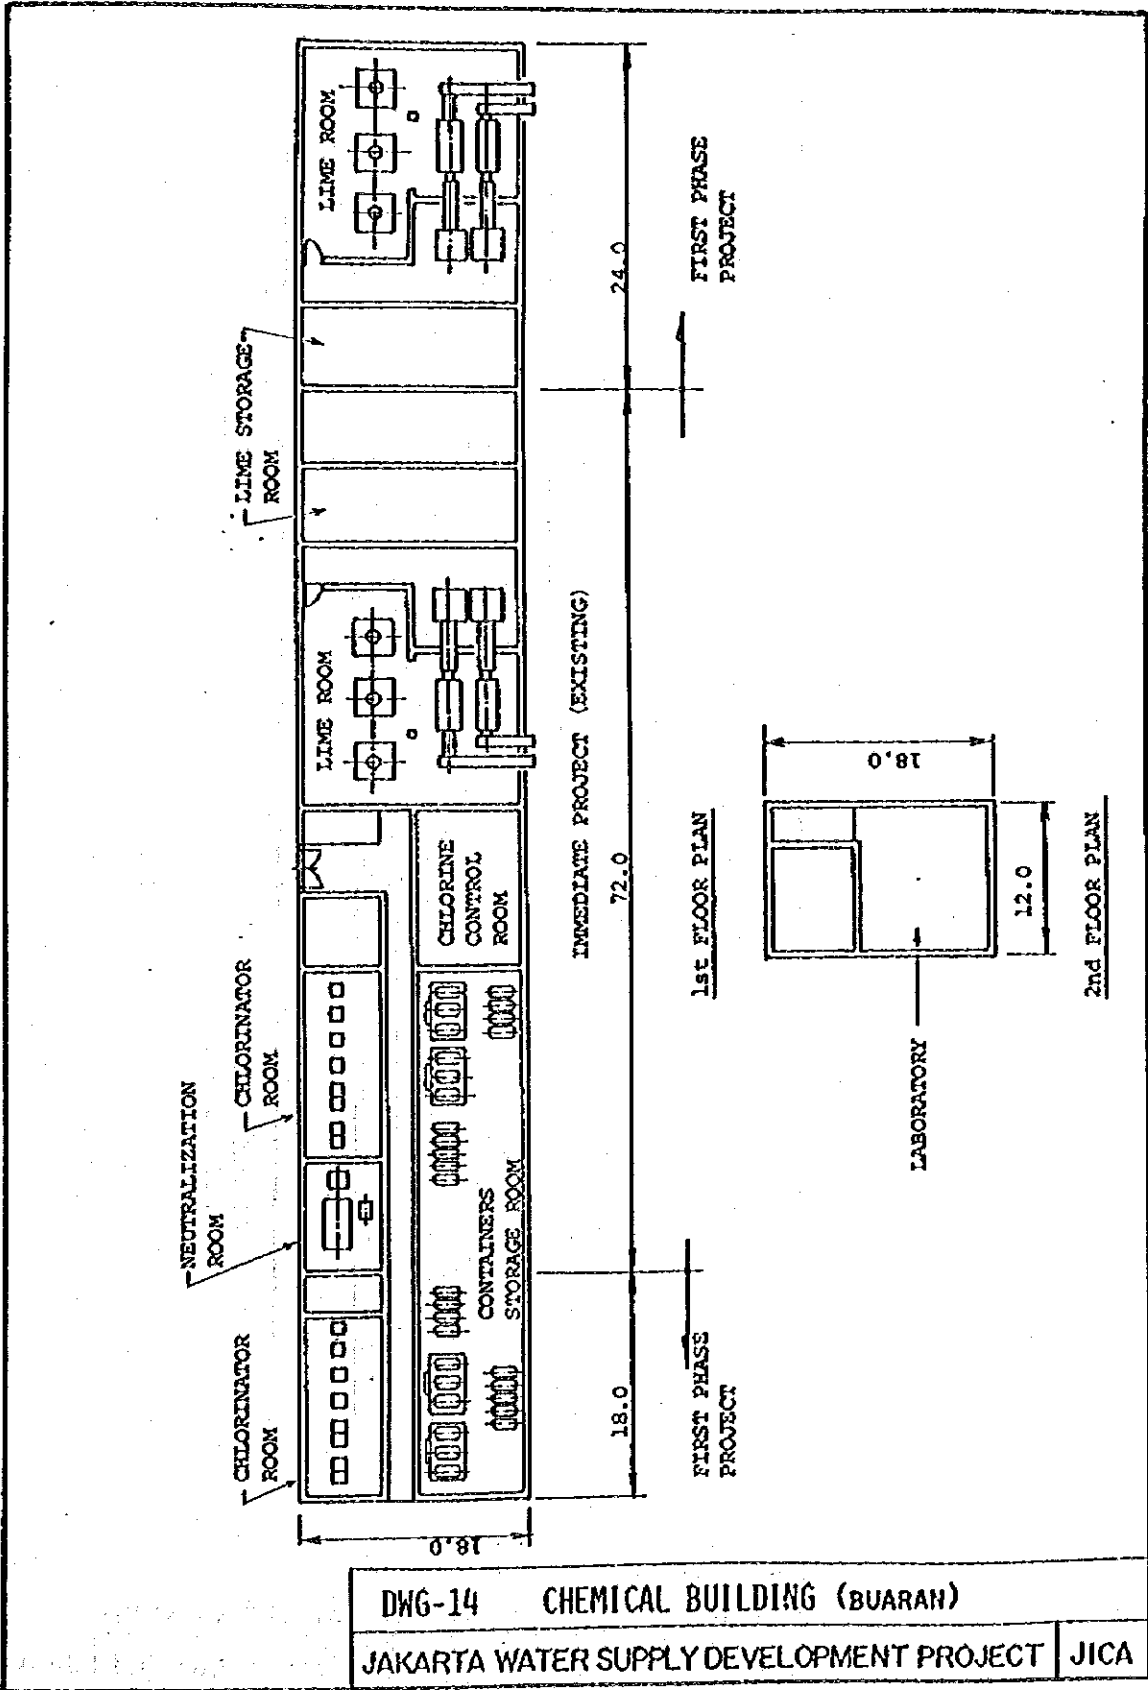 CHLORINATOR
ROOM
NEUTRALIZATION
ROOM
CHLORINATOR
ROOM
LIME STORAGE
ROOM
LIME ROOM
LIME ROOM
CHLORINE
CONTROL
ROOM
CONTAINERS
STORAGE ROOM
18.0
IMMEDIATE PROJECT (EXISTING)
18.0
72.0
24.0
FIRST PHASE
PROJECT
FIRST PHASE
PROJECT
1st FLOOR PLAN
18.0
12.0
LABORATORY
2nd FLOOR PLAN
DWG-14 CHEMICAL BUILDING (BUARAN)
JAKARTA WATER SUPPLY DEVELOPMENT PROJECT JICA